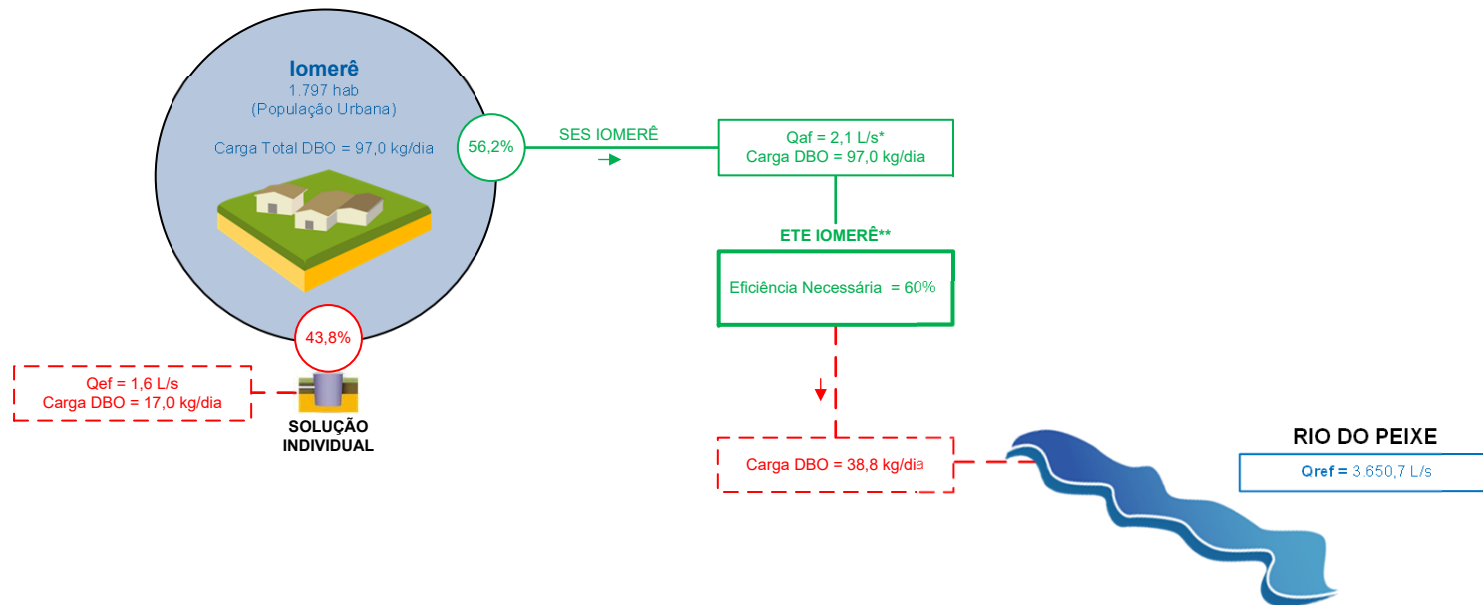 Iomerê
1.797 hab
(População Urbana)
Carga Total DBO = 97,0 kg/dia
56,2%
SES IOMERÊ
Qaf = 2,1 L/s*
Carga DBO = 97,0 kg/dia
ETE IOMERÊ**
Eficiência Necessária = 60%
43,8%
Qef = 1,6 L/s
Carga DBO = 17,0 kg/dia
SOLUÇÃO
INDIVIDUAL
Carga DBO = 38,8 kg/dia
RIO DO PEIXE
Qref = 3.650,7 L/s